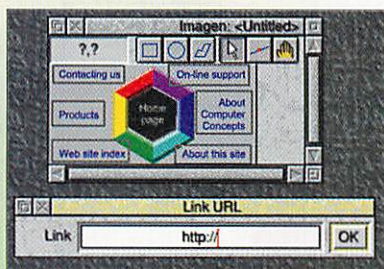 Imagen: <Untitled>
?,?
Contacting us
On-line support
Products
Home
page
About
Computer
Concepts
Web site index
About this site
Link URL
Link
http://
OK